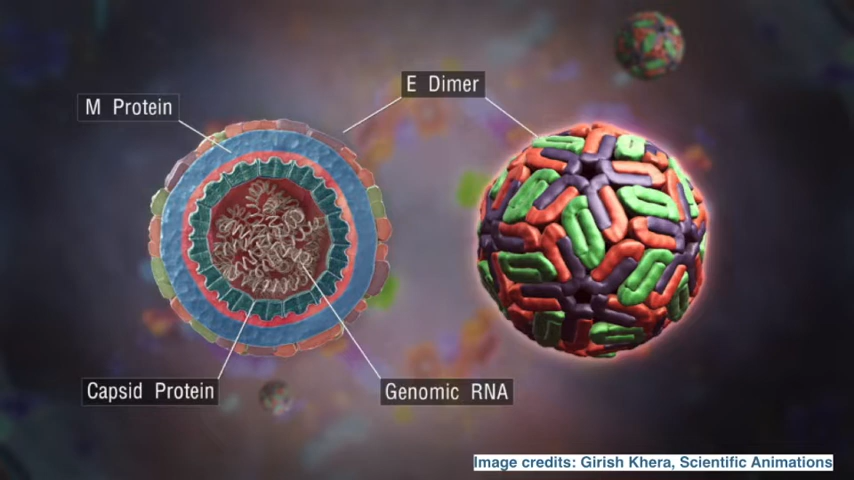 E Dimer
M Protein
Capsid Protein
Genomic RNA
Image credits: Girish Khera, Scientific Animations